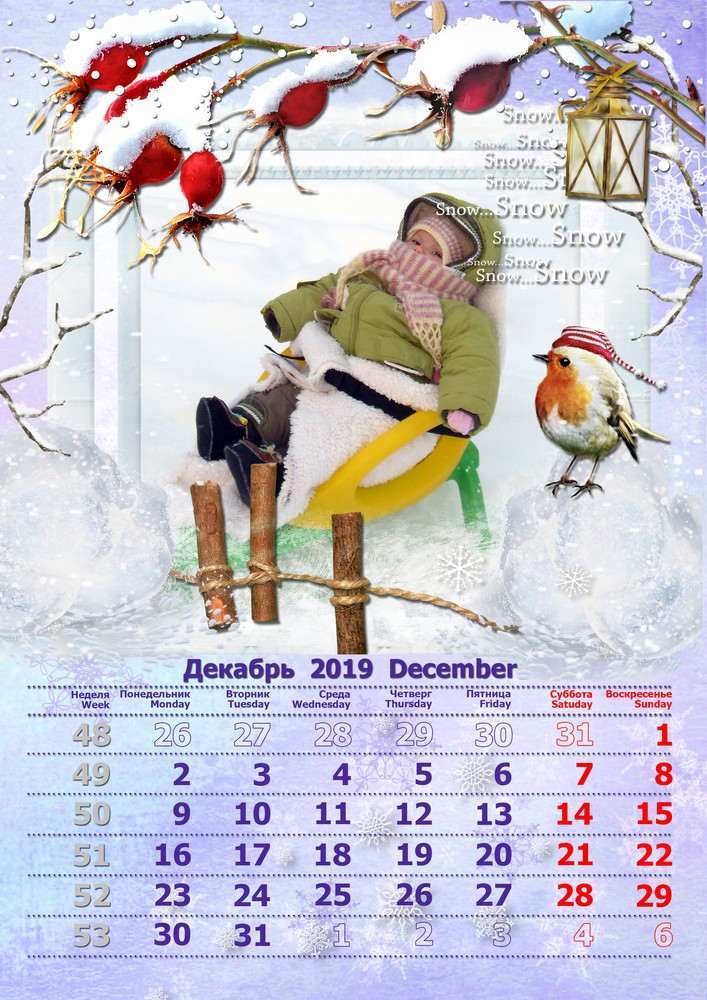 Snow...Snow
Snow...Snow
Snow...Snow
Snow...Snow
Snow...Snow
Snow...Snow
Snow...Snow
Snow...Snow
Декабрь 2019 December
Неделя Понедельник Вторник Среда Четверг Пятница Суббота Воскресенье
Week Monday Tuesday Wednesday Thursday Friday Satuday Sunday
48 26 27 28 29 30 31 1
49 2 3 4 5 6 7 8
50 9 10 11 12 13 14 15
51 16 17 18 19 20 21 22
52 23 24 25 26 27 28 29
53 30 31 1 2 3 4 6